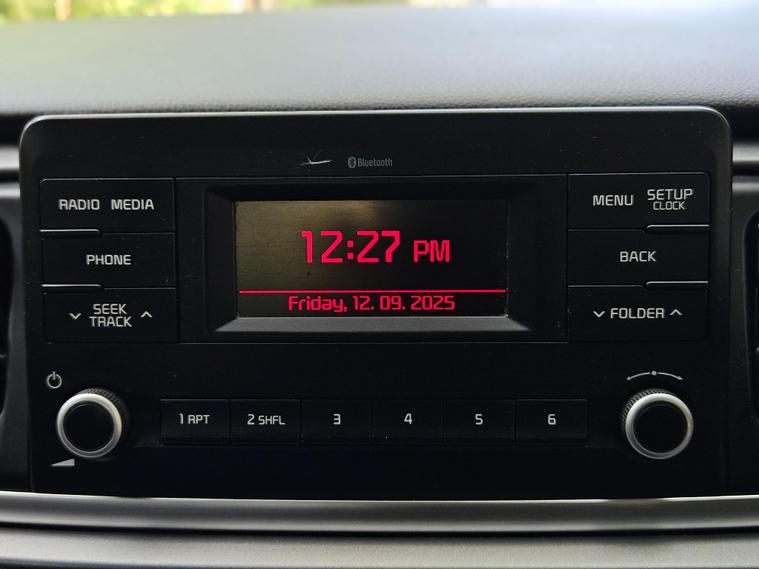 Bluetooth
RADIO MEDIA
PHONE
SEEK
TRACK
12:27 PM
Friday, 12. 09. 2025
MENU SETUP
CLOCK
BACK
FOLDER
1 RPT
2 SHFL
3
4
5
6